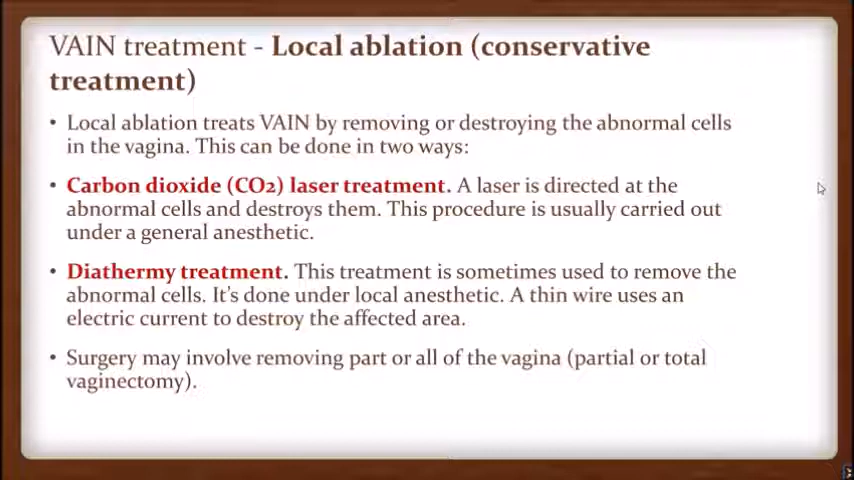 VAIN treatment - Local ablation (conservative
treatment)
• Local ablation treats VAIN by removing or destroying the abnormal cells
in the vagina. This can be done in two ways:
• Carbon dioxide (CO2) laser treatment. A laser is directed at the
abnormal cells and destroys them. This procedure is usually carried out
under a general anesthetic.
• Diathermy treatment. This treatment is sometimes used to remove the
abnormal cells. It's done under local anesthetic. A thin wire uses an
electric current to destroy the affected area.
• Surgery may involve removing part or all of the vagina (partial or total
vaginectomy).